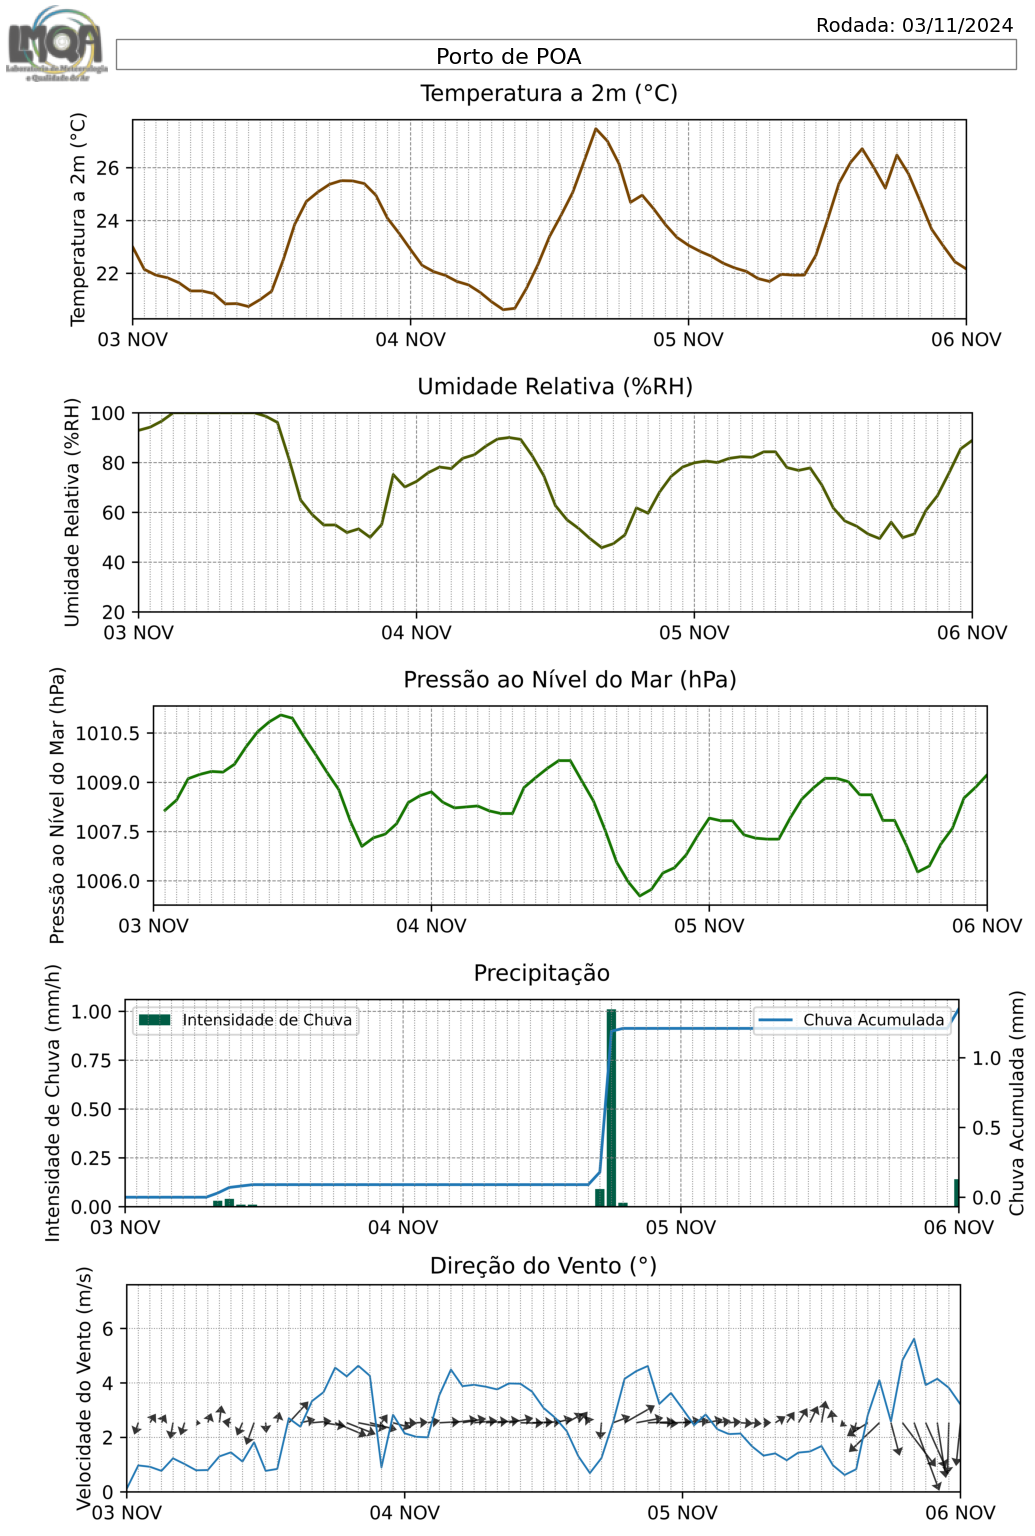 LMQA
Laboratório de Meteorologia
e Qualidade do Ar
Rodada: 03/11/2024
Porto de POA
Temperatura a 2m (°C)
Temperatura a 2m (°C)
26
24
22
03 NOV 04 NOV 05 NOV 06 NOV
Umidade Relativa (%RH)
Umidade Relativa (%RH)
100
80
60
40
20
03 NOV 04 NOV 05 NOV 06 NOV
Pressão ao Nível do Mar (hPa)
Pressão ao Nível do Mar (hPa)
1010.5
1009.0
1007.5
1006.0
03 NOV 04 NOV 05 NOV 06 NOV
Precipitação
Intensidade de Chuva (mm/h)
1.00
0.75
0.50
0.25
0.00
Intensidade de Chuva
Chuva Acumulada
1.0
0.5
0.0
Chuva Acumulada (mm)
03 NOV 04 NOV 05 NOV 06 NOV
Direção do Vento (°)
Velocidade do Vento (m/s)
6
4
2
0
03 NOV 04 NOV 05 NOV 06 NOV